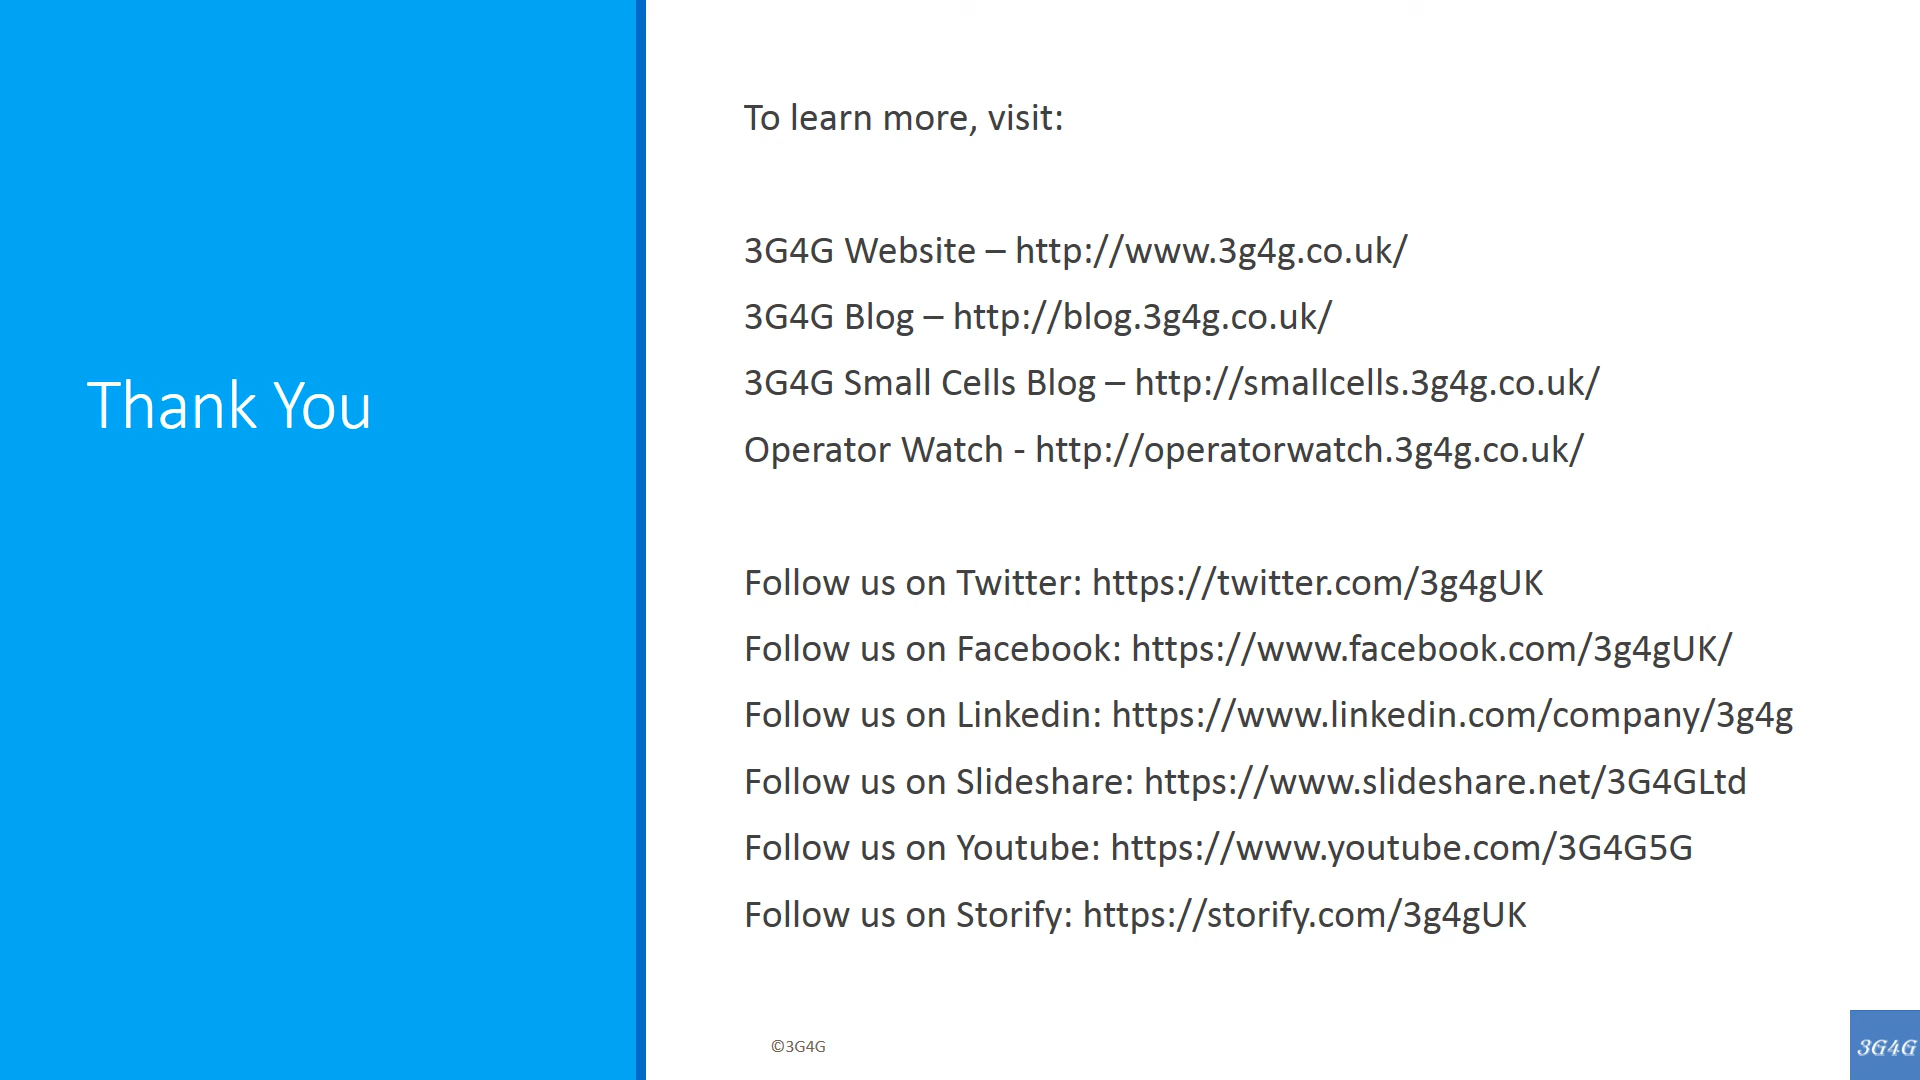 Thank You
To learn more, visit:
3G4G Website – http://www.3g4g.co.uk/
3G4G Blog – http://blog.3g4g.co.uk/
3G4G Small Cells Blog – http://smallcells.3g4g.co.uk/
Operator Watch - http://operatorwatch.3g4g.co.uk/
Follow us on Twitter: https://twitter.com/3g4gUK
Follow us on Facebook: https://www.facebook.com/3g4gUK/
Follow us on Linkedin: https://www.linkedin.com/company/3g4g
Follow us on Slideshare: https://www.slideshare.net/3G4GLtd
Follow us on Youtube: https://www.youtube.com/3G4G5G
Follow us on Storify: https://storify.com/3g4gUK
©3G4G
3G4G